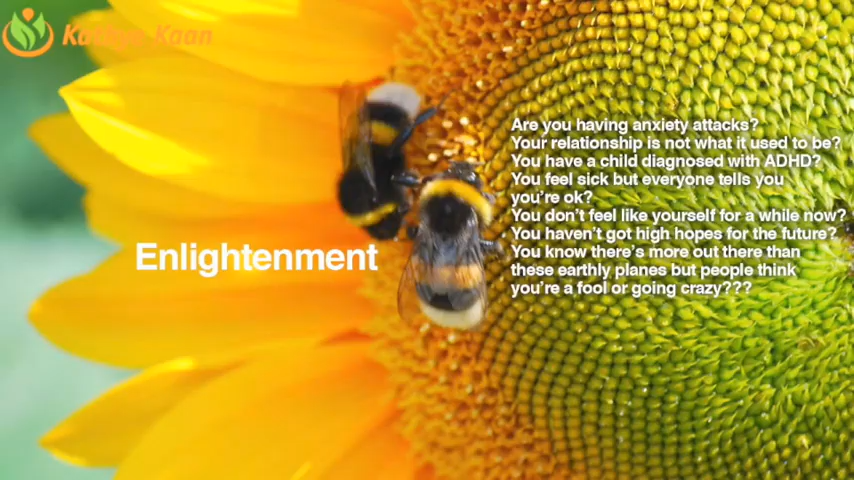 Kathye Kaan
Enlightenment
Are you having anxiety attacks?
Your relationship is not what it used to be?
You have a child diagnosed with ADHD?
You feel sick but everyone tells you
you're ok?
You don't feel like yourself for a while now?
You haven't got high hopes for the future?
You know there's more out there than
these earthly planes but people think
you're a fool or going crazy???